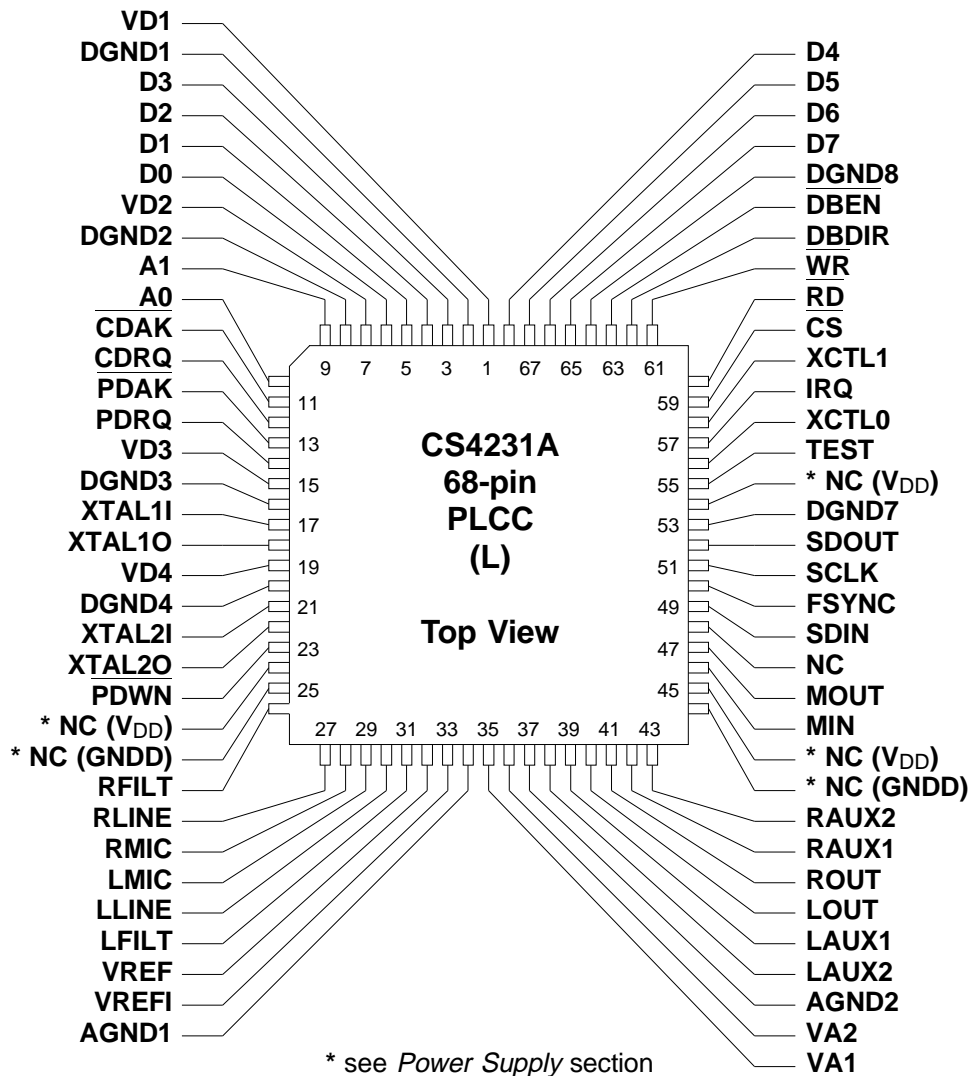 VD1
DGND1
D3
D2
D1
D0
VD2
DGND2
A1
A0
CDAK
CDRQ
PDAK
PDRQ
VD3
DGND3
XTAL1I
XTAL1O
VD4
DGND4
XTAL2I
XTAL2O
PDWN
* NC (VDD)
* NC (GNDD)
RFILT
RLINE
RMIC
LMIC
LLINE
LFILT
VREF
VREFI
AGND1
9 7 5 3 1 67 65 63 61
11
13
15
17
19
21
23
25
CS4231A
68-pin
PLCC
(L)
Top View
59
57
55
53
51
49
47
45
27 29 31 33 35 37 39 41 43
D4
D5
D6
D7
DGND8
DBEN
DBDIR
WR
RD
CS
XCTL1
IRQ
XCTL0
TEST
* NC (VDD)
DGND7
SDOUT
SCLK
FSYNC
SDIN
NC
MOUT
MIN
* NC (VDD)
* NC (GNDD)
RAUX2
RAUX1
ROUT
LOUT
LAUX1
LAUX2
AGND2
VA2
VA1
* see Power Supply section